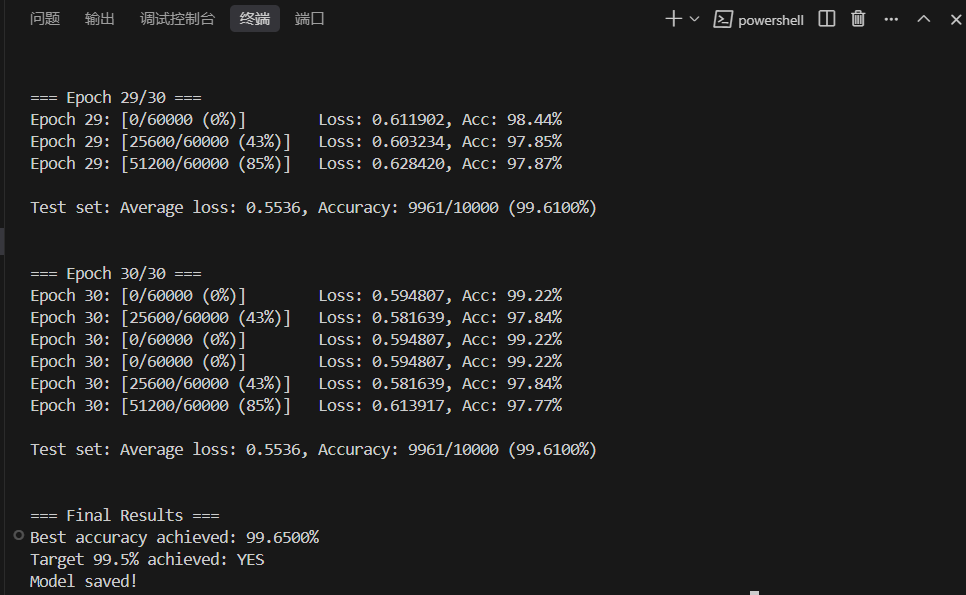 问题 输出 调试控制台 终端 端口 powershell
=== Epoch 29/30 ===
Epoch 29: [0/60000 (0%)] Loss: 0.611902, Acc: 98.44%
Epoch 29: [25600/60000 (43%)] Loss: 0.603234, Acc: 97.85%
Epoch 29: [51200/60000 (85%)] Loss: 0.628420, Acc: 97.87%
Test set: Average loss: 0.5536, Accuracy: 9961/10000 (99.6100%)
=== Epoch 30/30 ===
Epoch 30: [0/60000 (0%)] Loss: 0.594807, Acc: 99.22%
Epoch 30: [25600/60000 (43%)] Loss: 0.581639, Acc: 97.84%
Epoch 30: [0/60000 (0%)] Loss: 0.594807, Acc: 99.22%
Epoch 30: [0/60000 (0%)] Loss: 0.594807, Acc: 99.22%
Epoch 30: [25600/60000 (43%)] Loss: 0.581639, Acc: 97.84%
Epoch 30: [51200/60000 (85%)] Loss: 0.613917, Acc: 97.77%
Test set: Average loss: 0.5536, Accuracy: 9961/10000 (99.6100%)
=== Final Results ===
Best accuracy achieved: 99.6500%
Target 99.5% achieved: YES
Model saved!